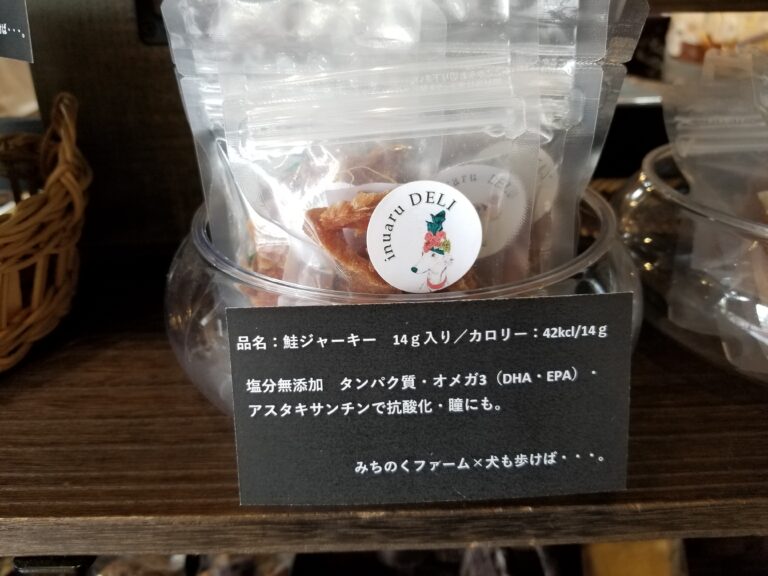 inuaru DELI
品名：鮭ジャーキー　14ｇ入り／カロリー：42kcl/14ｇ
塩分無添加　タンパク質・オメガ3（DHA・EPA）・
アスタキサンチンで抗酸化・瞳にも。
みちのくファーム×犬も歩けば・・・。